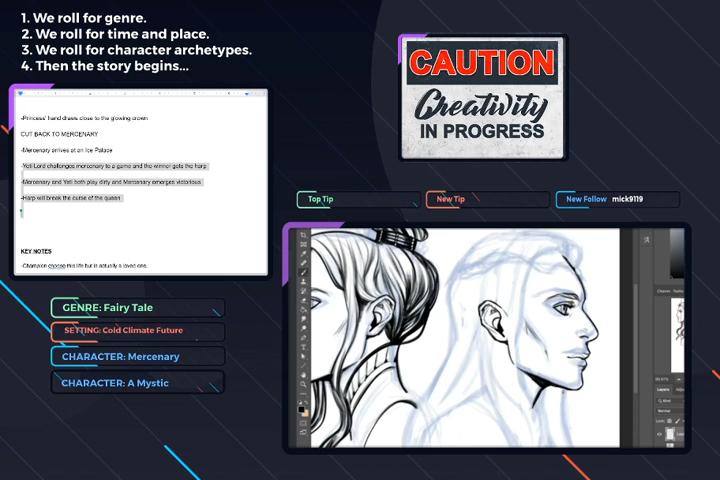 1. We roll for genre.
2. We roll for time and place.
3. We roll for character archetypes.
4. Then the story begins...
-Princess' hand draws close to the glowing crown
CUT BACK TO MERCENARY
-Mercenary arrives at an Ice Palace
-Yeti Lord challenges mercenary to a game and the winner gets the harp
-Mercenary and Yeti both play dirty and Mercenary emerges victorious
-Harp will break the curse of the queen
KEY NOTES
-Champion choose this life but is actually a loved one.
GENRE: Fairy Tale
SETTING: Cold Climate Future
CHARACTER: Mercenary
CHARACTER: A Mystic
CAUTION
Creativity
IN PROGRESS
Top Tip
New Tip
New Follow mick9119